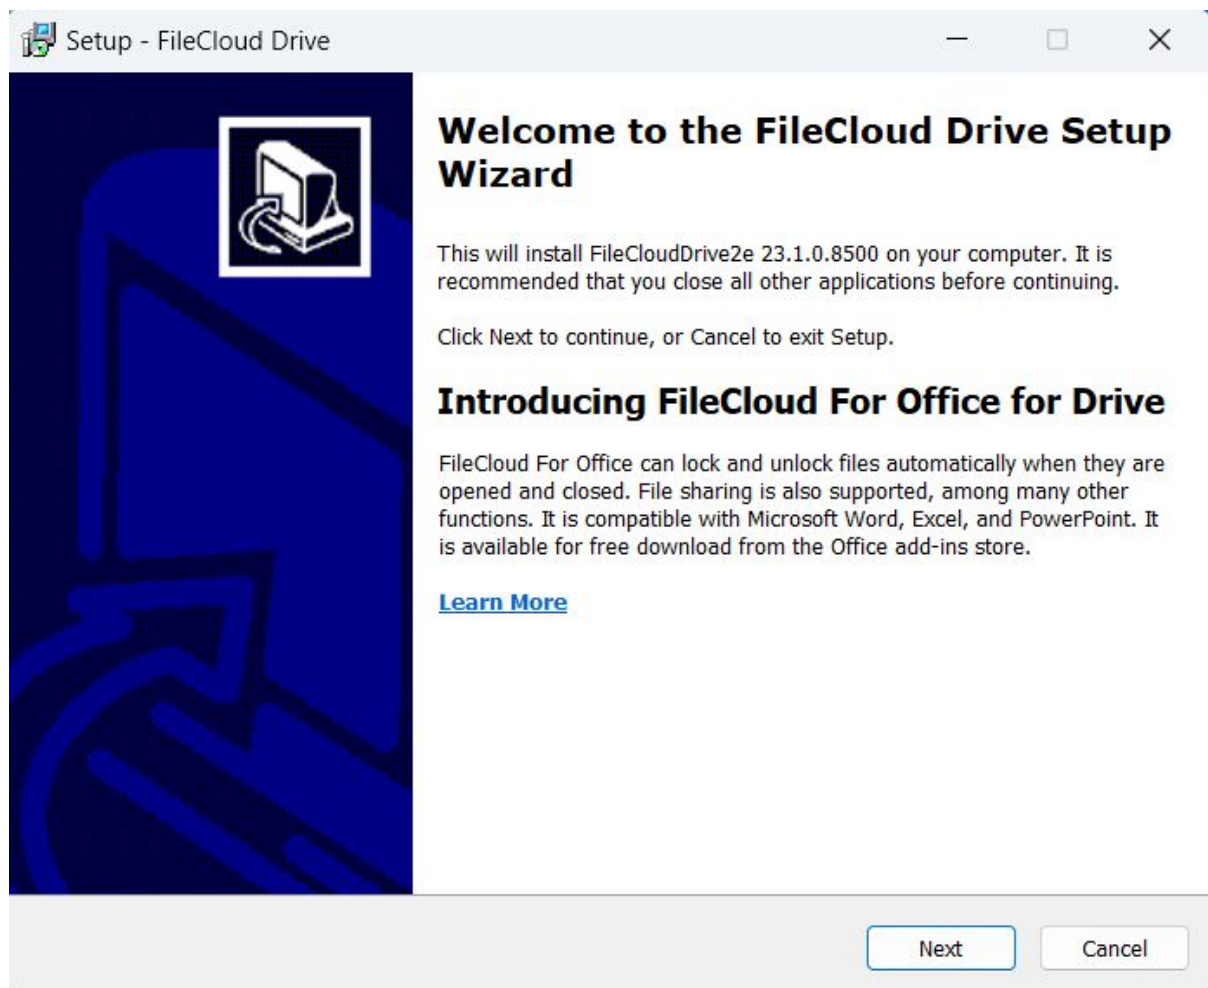 Setup - FileCloud Drive
Welcome to the FileCloud Drive Setup
Wizard
This will install FileCloudDrive2e 23.1.0.8500 on your computer. It is
recommended that you close all other applications before continuing.
Click Next to continue, or Cancel to exit Setup.
Introducing FileCloud For Office for Drive
FileCloud For Office can lock and unlock files automatically when they are
opened and closed. File sharing is also supported, among many other
functions. It is compatible with Microsoft Word, Excel, and PowerPoint. It
is available for free download from the Office add-ins store.
Learn More
Next Cancel